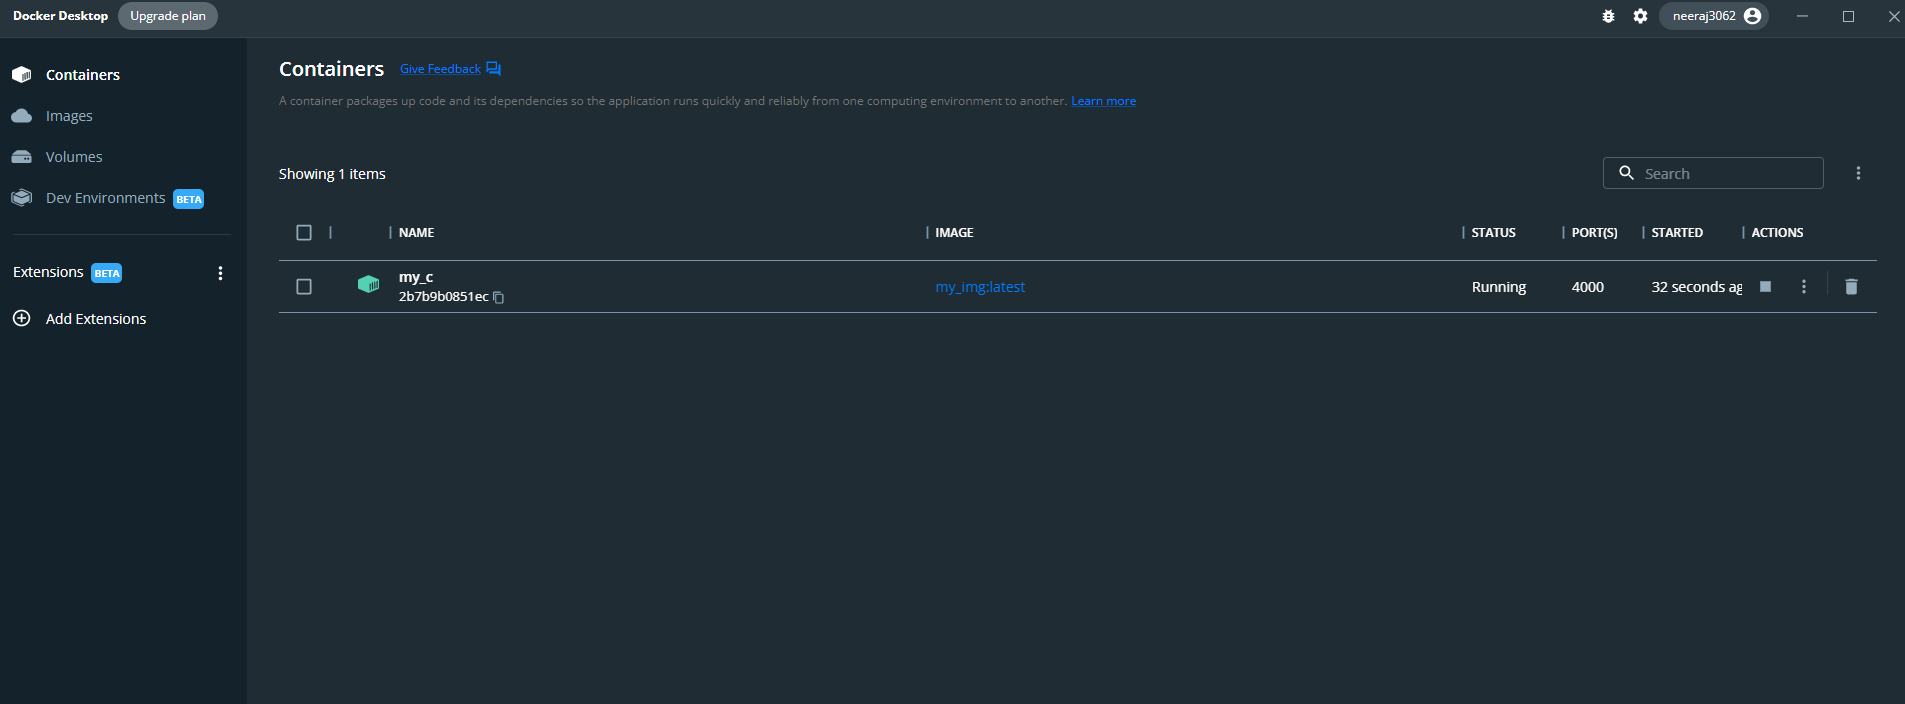 Docker Desktop Upgrade plan neeraj3062
Containers
Images
Volumes
Dev Environments BETA
Extensions BETA
Add Extensions
Containers Give Feedback
A container packages up code and its dependencies so the application runs quickly and reliably from one computing environment to another. Learn more
Showing 1 items Search
NAME IMAGE STATUS PORT(S) STARTED ACTIONS
my_c
2b7b9b0851ec my_img:latest Running 4000 32 seconds ag